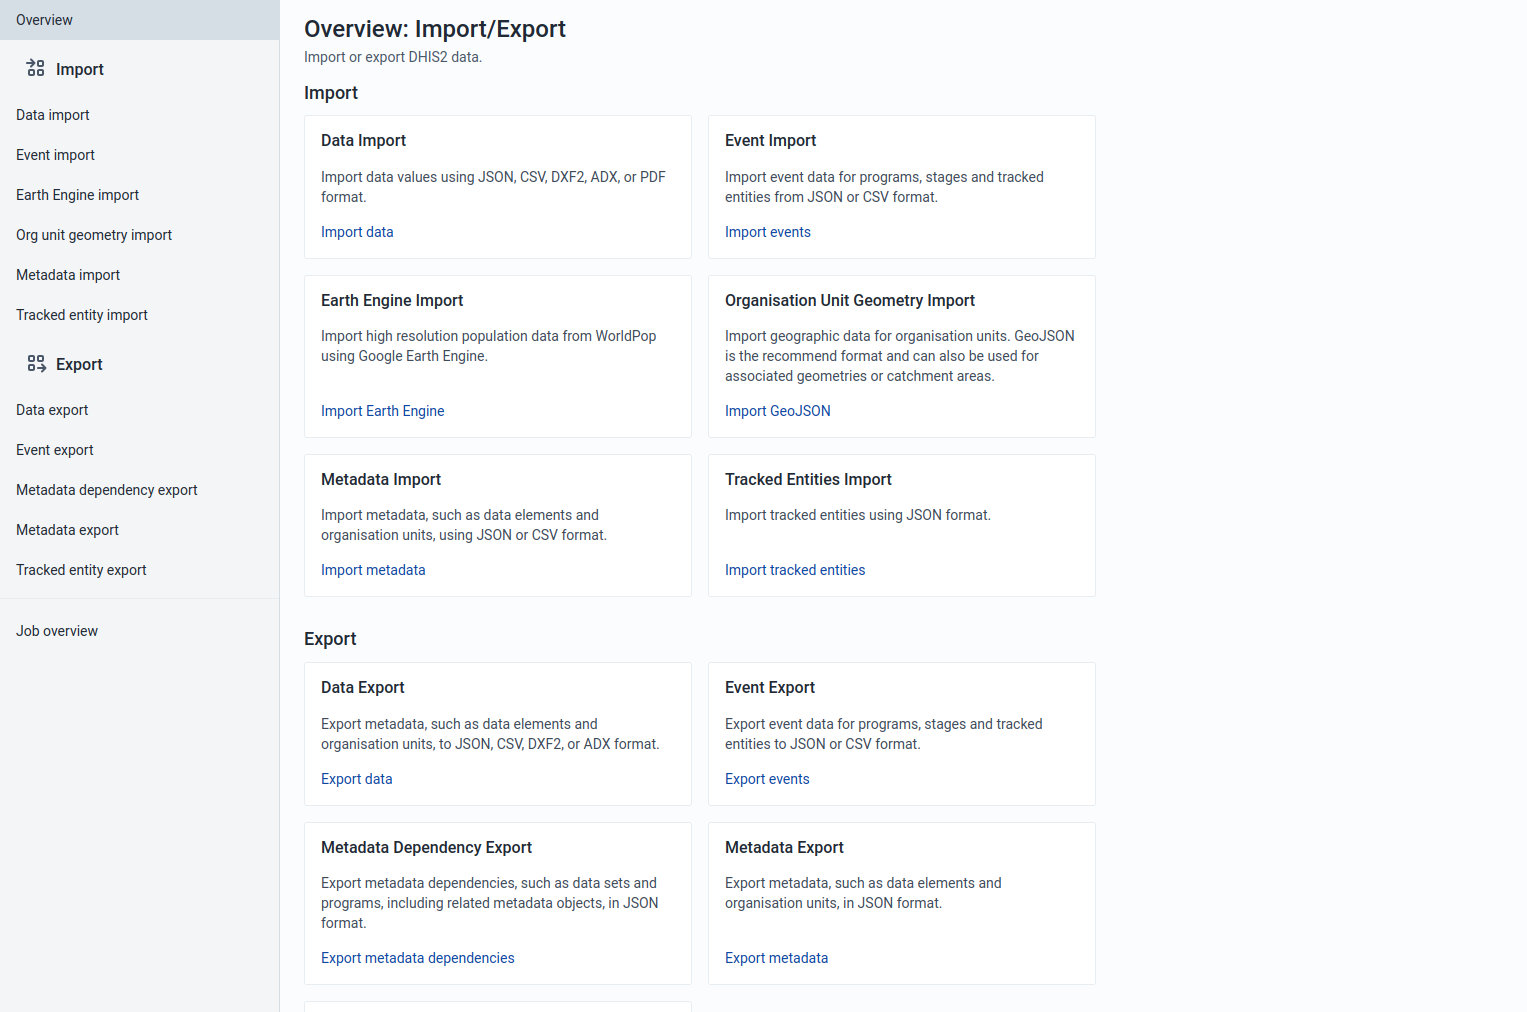 Overview
Import
Data import
Event import
Earth Engine import
Org unit geometry import
Metadata import
Tracked entity import
Export
Data export
Event export
Metadata dependency export
Metadata export
Tracked entity export
Job overview
Overview: Import/Export
Import or export DHIS2 data.
Import
Data Import
Import data values using JSON, CSV, DXF2, ADX, or PDF
format.
Import data
Event Import
Import event data for programs, stages and tracked
entities from JSON or CSV format.
Import events
Earth Engine Import
Import high resolution population data from WorldPop
using Google Earth Engine.
Import Earth Engine
Organisation Unit Geometry Import
Import geographic data for organisation units. GeoJSON
is the recommend format and can also be used for
associated geometries or catchment areas.
Import GeoJSON
Metadata Import
Import metadata, such as data elements and
organisation units, using JSON or CSV format.
Import metadata
Tracked Entities Import
Import tracked entities using JSON format.
Import tracked entities
Export
Data Export
Export metadata, such as data elements and
organisation units, to JSON, CSV, DXF2, or ADX format.
Export data
Event Export
Export event data for programs, stages and tracked
entities to JSON or CSV format.
Export events
Metadata Dependency Export
Export metadata dependencies, such as data sets and
programs, including related metadata objects, in JSON
format.
Export metadata dependencies
Metadata Export
Export metadata, such as data elements and
organisation units, in JSON format.
Export metadata